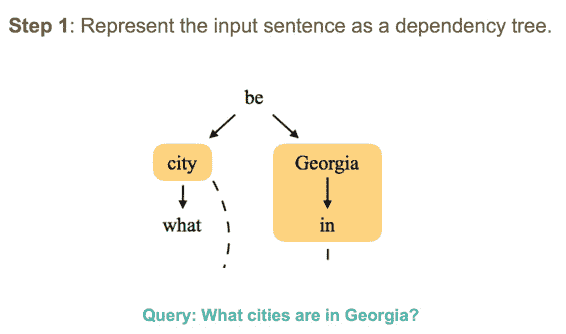 Step 1: Represent the input sentence as a dependency tree.
be
city Georgia
what in
Query: What cities are in Georgia?